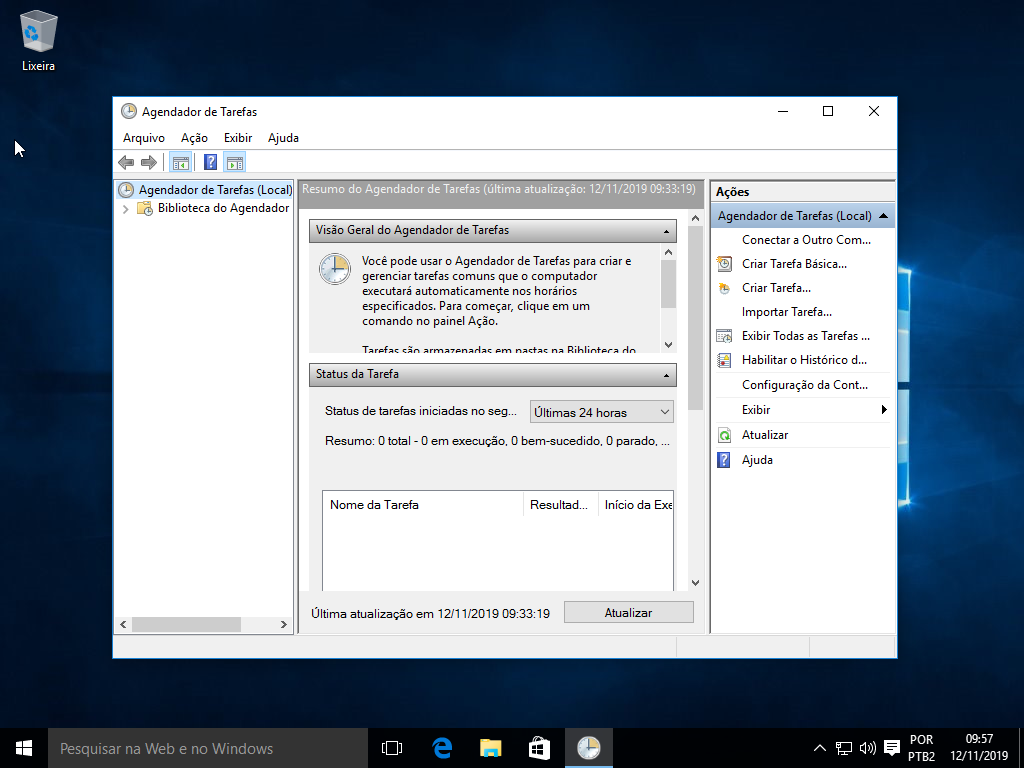 Lixeira
Agendador de Tarefas
Arquivo Ação Exibir Ajuda
Agendador de Tarefas (Local)
Biblioteca do Agendador
Resumo do Agendador de Tarefas (última atualização: 12/11/2019 09:33:19)
Visão Geral do Agendador de Tarefas
Você pode usar o Agendador de Tarefas para criar e
gerenciar tarefas comuns que o computador
executará automaticamente nos horários
especificados. Para começar, clique em um
comando no painel Ação.
Tarefas são armazenadas em pastas na Biblioteca do
Status da Tarefa
Status de tarefas iniciadas no seg...
Últimas 24 horas
Resumo: 0 total - 0 em execução, 0 bem-sucedido, 0 parado, ...
Nome da Tarefa Resultad... Início da Exe
Última atualização em 12/11/2019 09:33:19
Atualizar
Ações
Agendador de Tarefas (Local)
Conectar a Outro Com...
Criar Tarefa Básica...
Criar Tarefa...
Importar Tarefa...
Exibir Todas as Tarefas ...
Habilitar o Histórico d...
Configuração da Cont...
Exibir
Atualizar
Ajuda
Pesquisar na Web e no Windows
POR
PTB2
09:57
12/11/2019